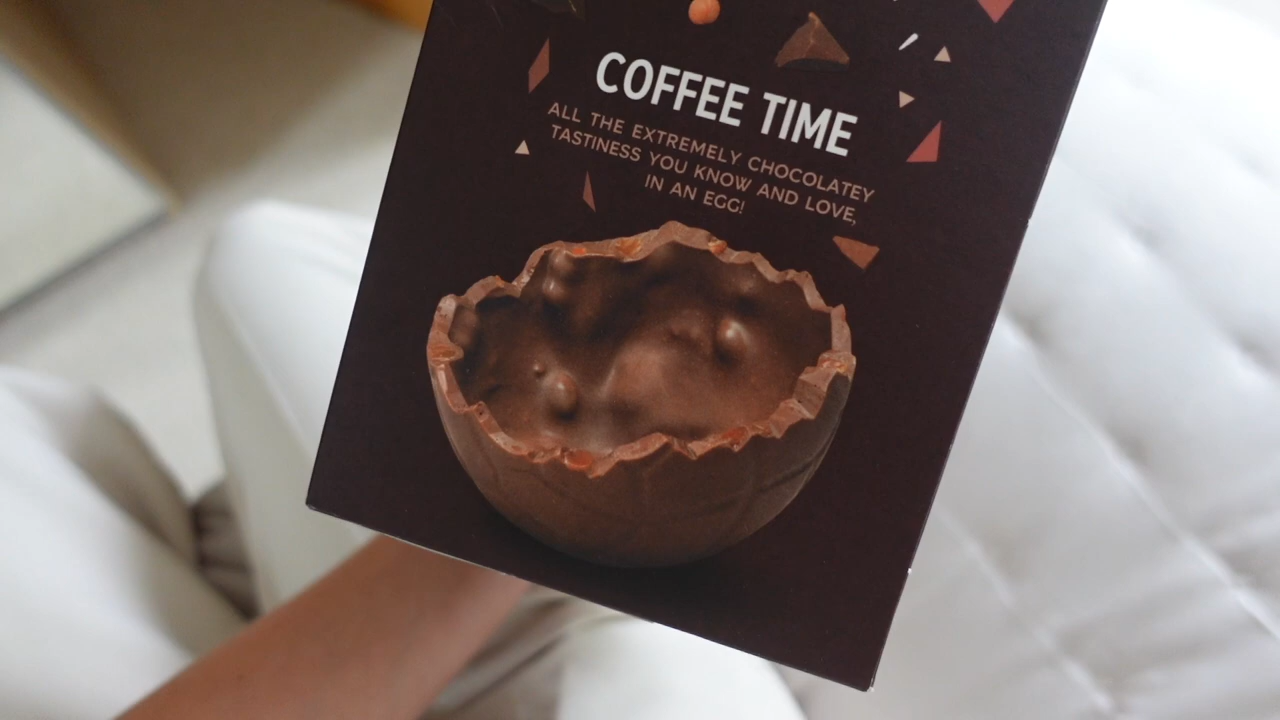 COFFEE TIME
ALL THE EXTREMELY CHOCOLATEY
TASTINESS YOU KNOW AND LOVE,
IN AN EGG!